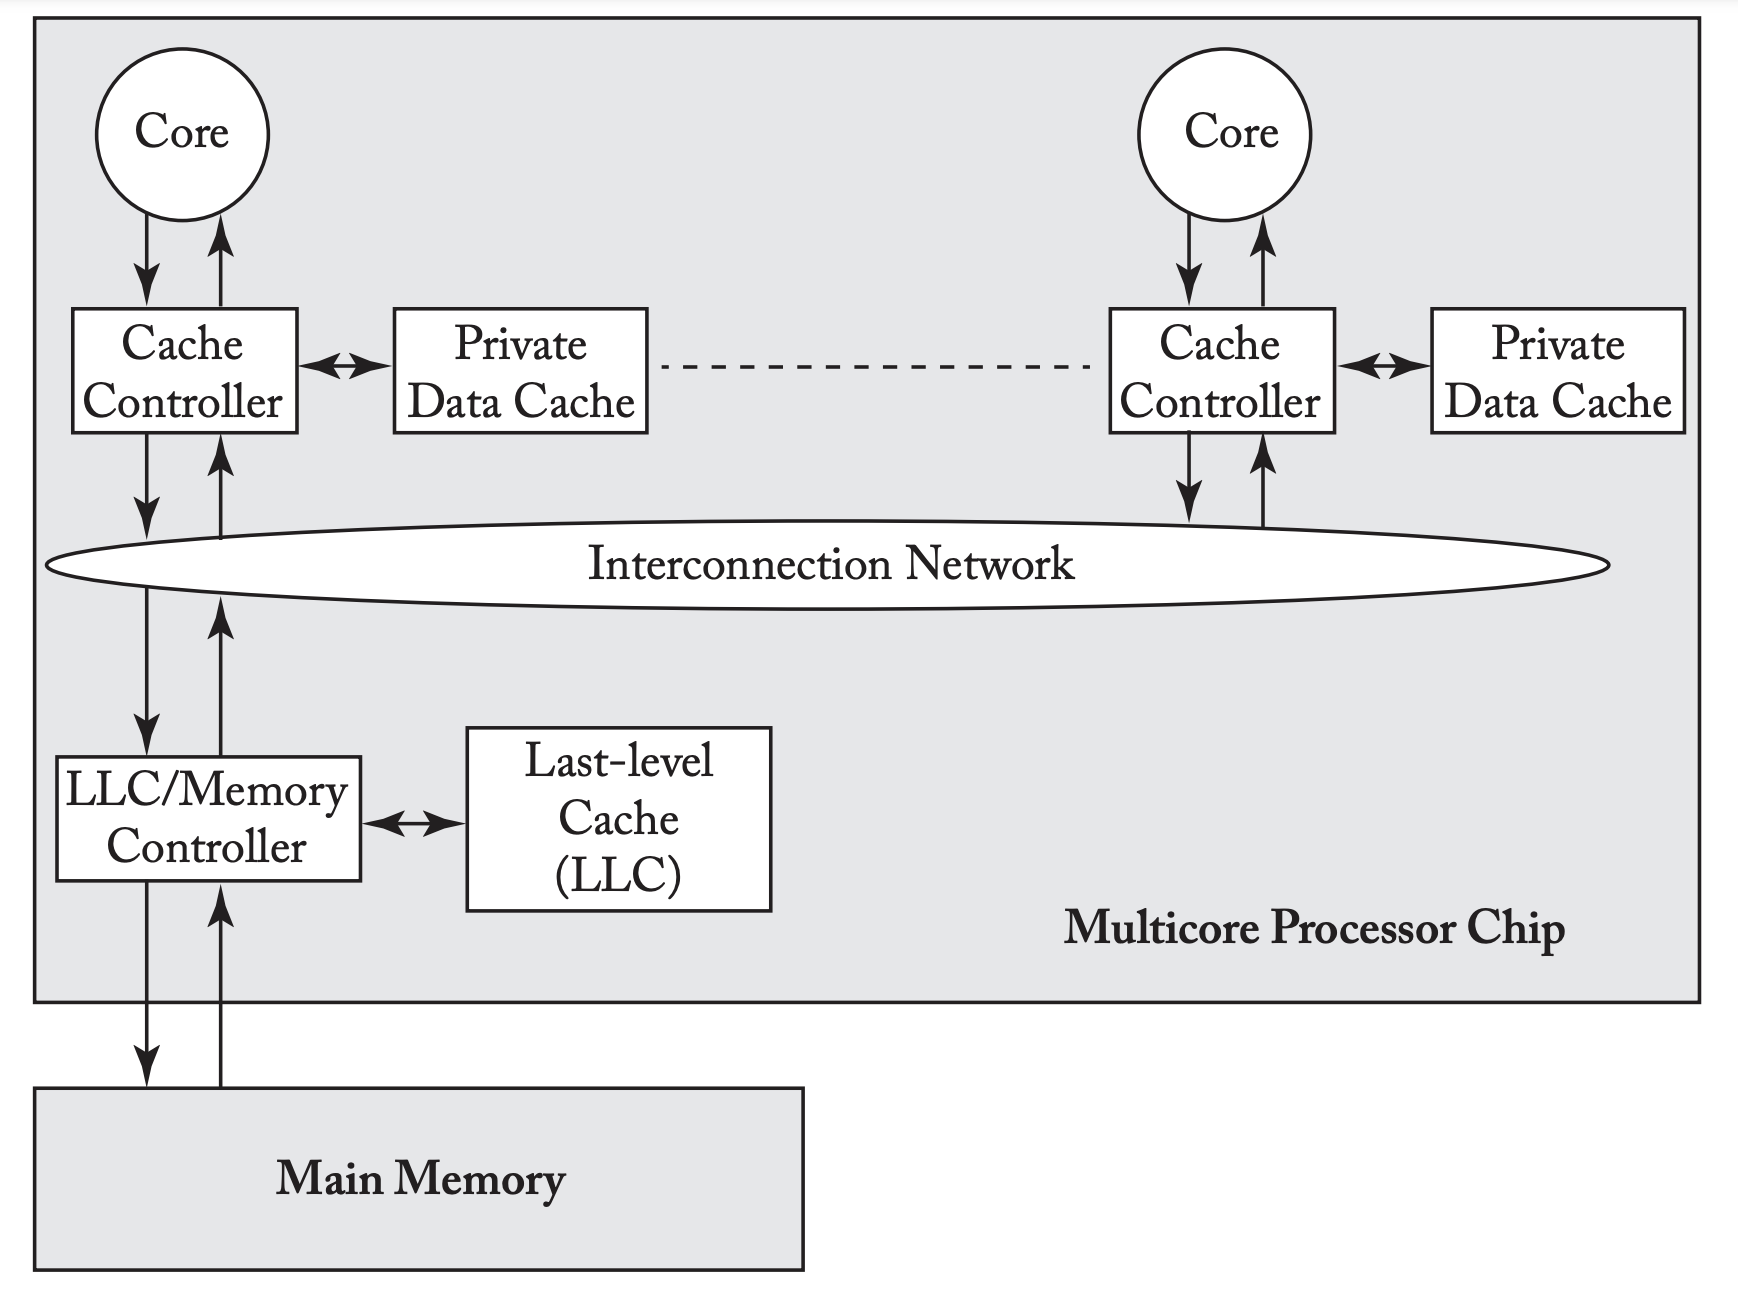 Core
Core
Cache
Controller
Private
Data Cache
Cache
Controller
Private
Data Cache
Interconnection Network
LLC/Memory
Controller
Last-level
Cache
(LLC)
Multicore Processor Chip
Main Memory